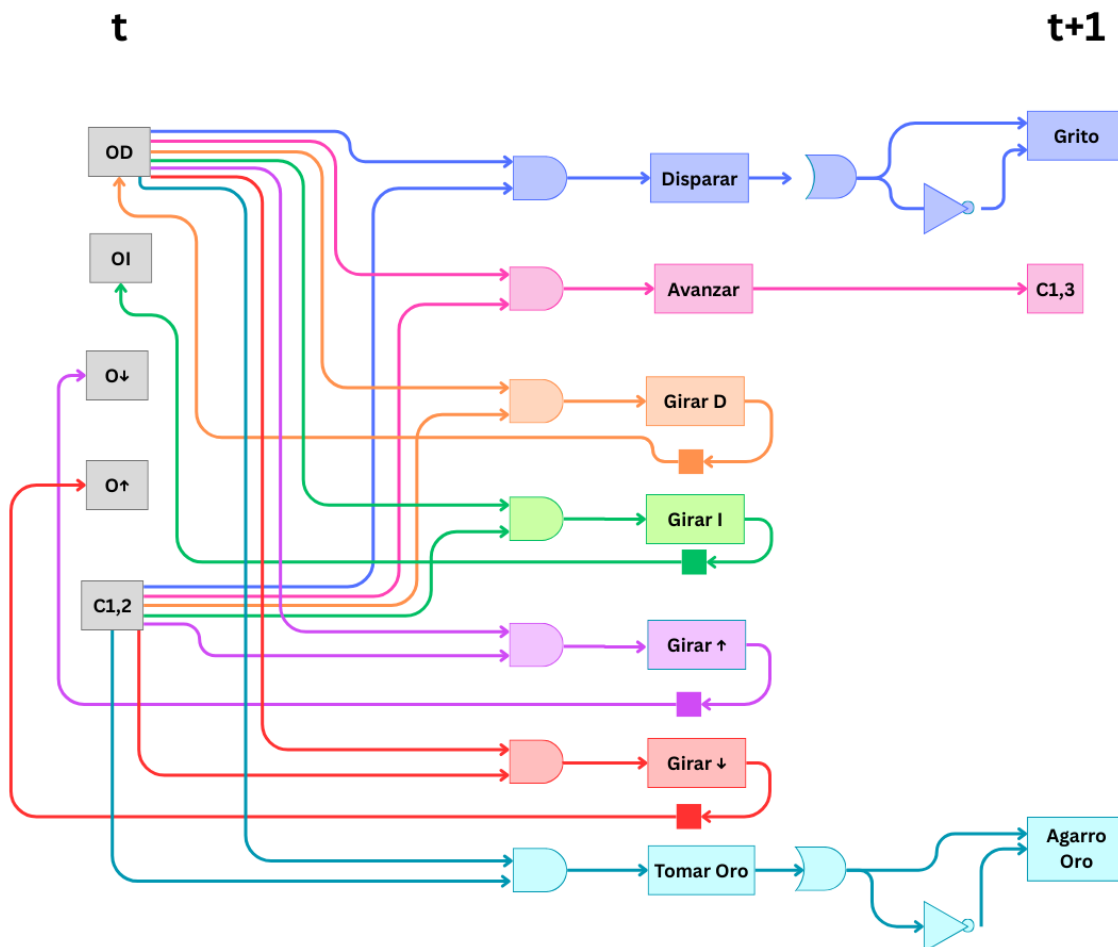 t
t+1
OD
Disparar
Grito
OI
Avanzar
C1,3
O↓
Girar D
O↑
Girar I
C1,2
Girar ↑
Girar ↓
Tomar Oro
Agarro
Oro